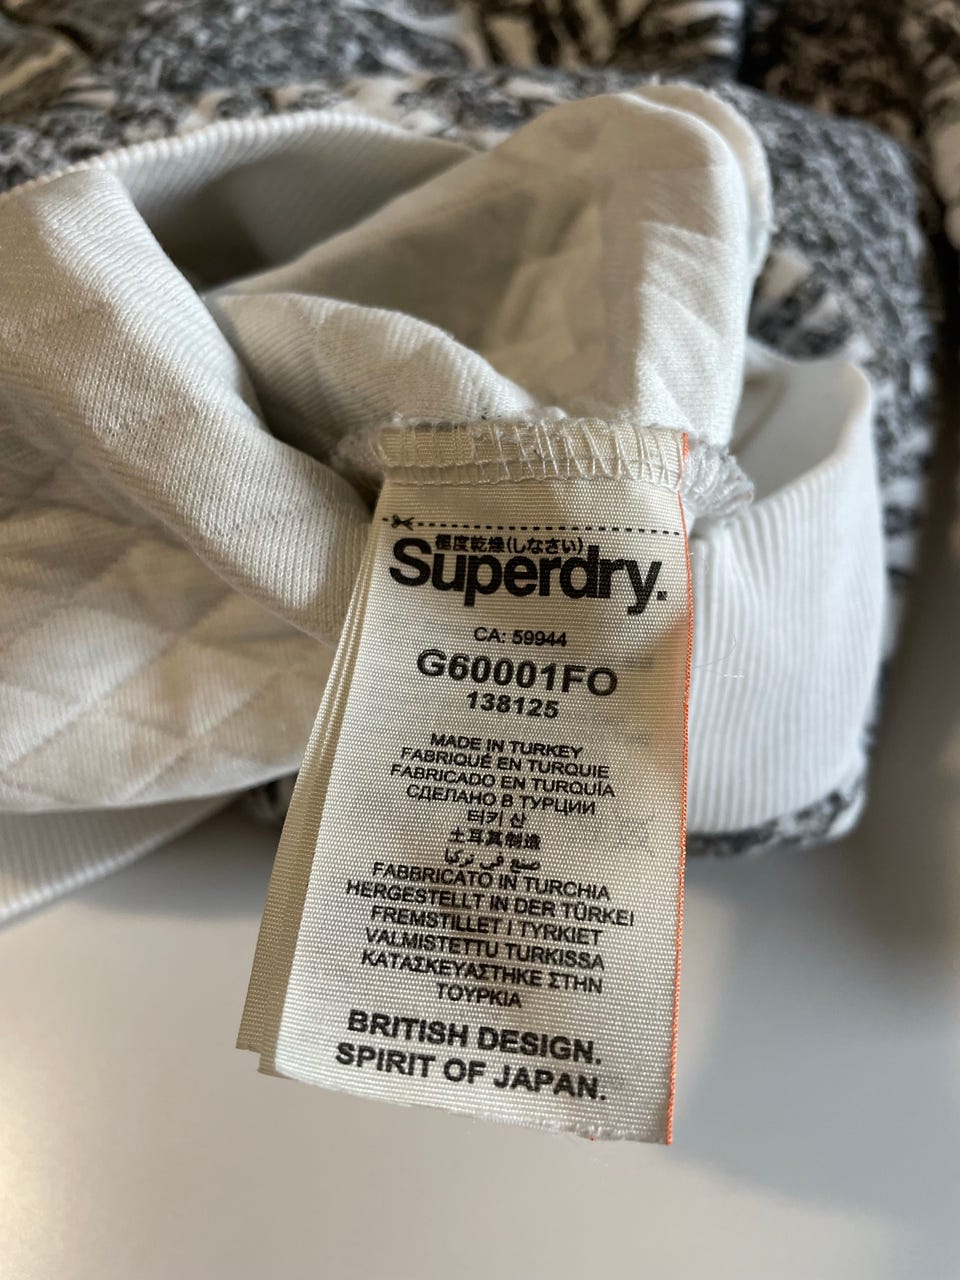 極度乾燥(しなさい)
Superdry.
CA: 59944
G60001FO
138125
MADE IN TURKEY
FABRIQUÉ EN TURQUIE
FABRICADO EN TURQUÍA
СДЕЛАНО В ТУРЦИИ
터키 산
土耳其制造
صنع في تركيا
FABBRICATO IN TURCHIA
HERGESTELLT IN DER TÜRKEI
FREMSTILLET I TYRKIET
VALMISTETTU TURKISSA
ΚΑΤΑΣΚΕΥΑΣΤΗΚΕ ΣΤΗΝ
ΤΟΥΡΚΙΑ
BRITISH DESIGN.
SPIRIT OF JAPAN.